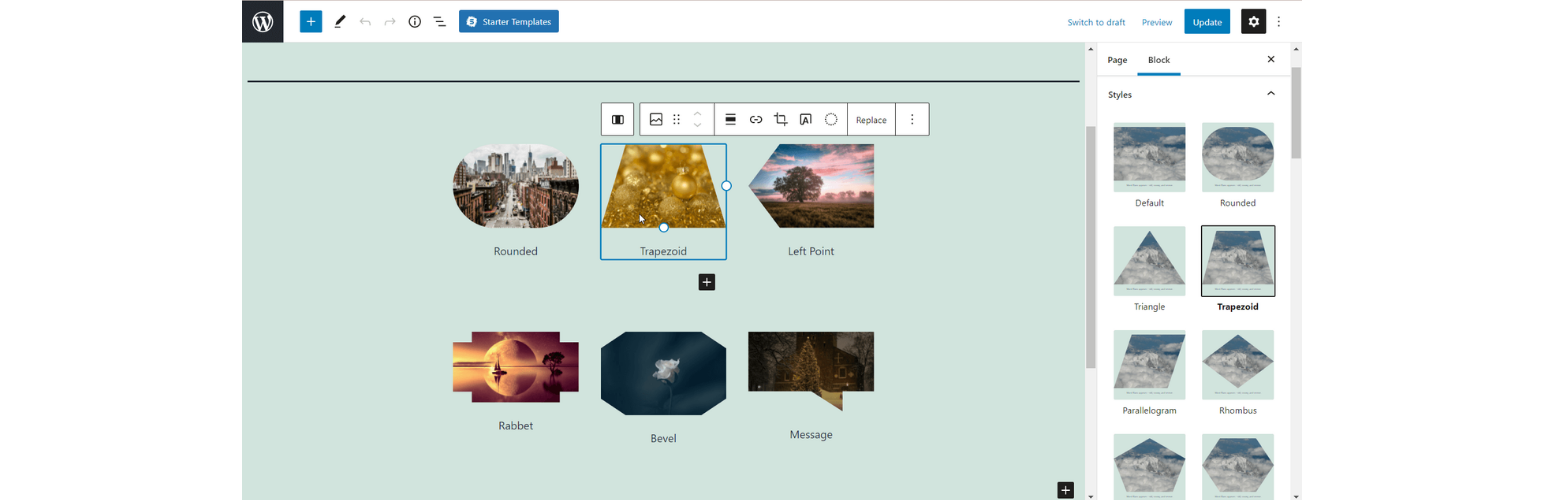 Starter Templates
Switch to draft
Preview
Update
Page
Block
Styles
Replace
Rounded
Trapezoid
Left Point
Rabbet
Bevel
Message
Default
Rounded
Triangle
Trapezoid
Parallelogram
Rhombus